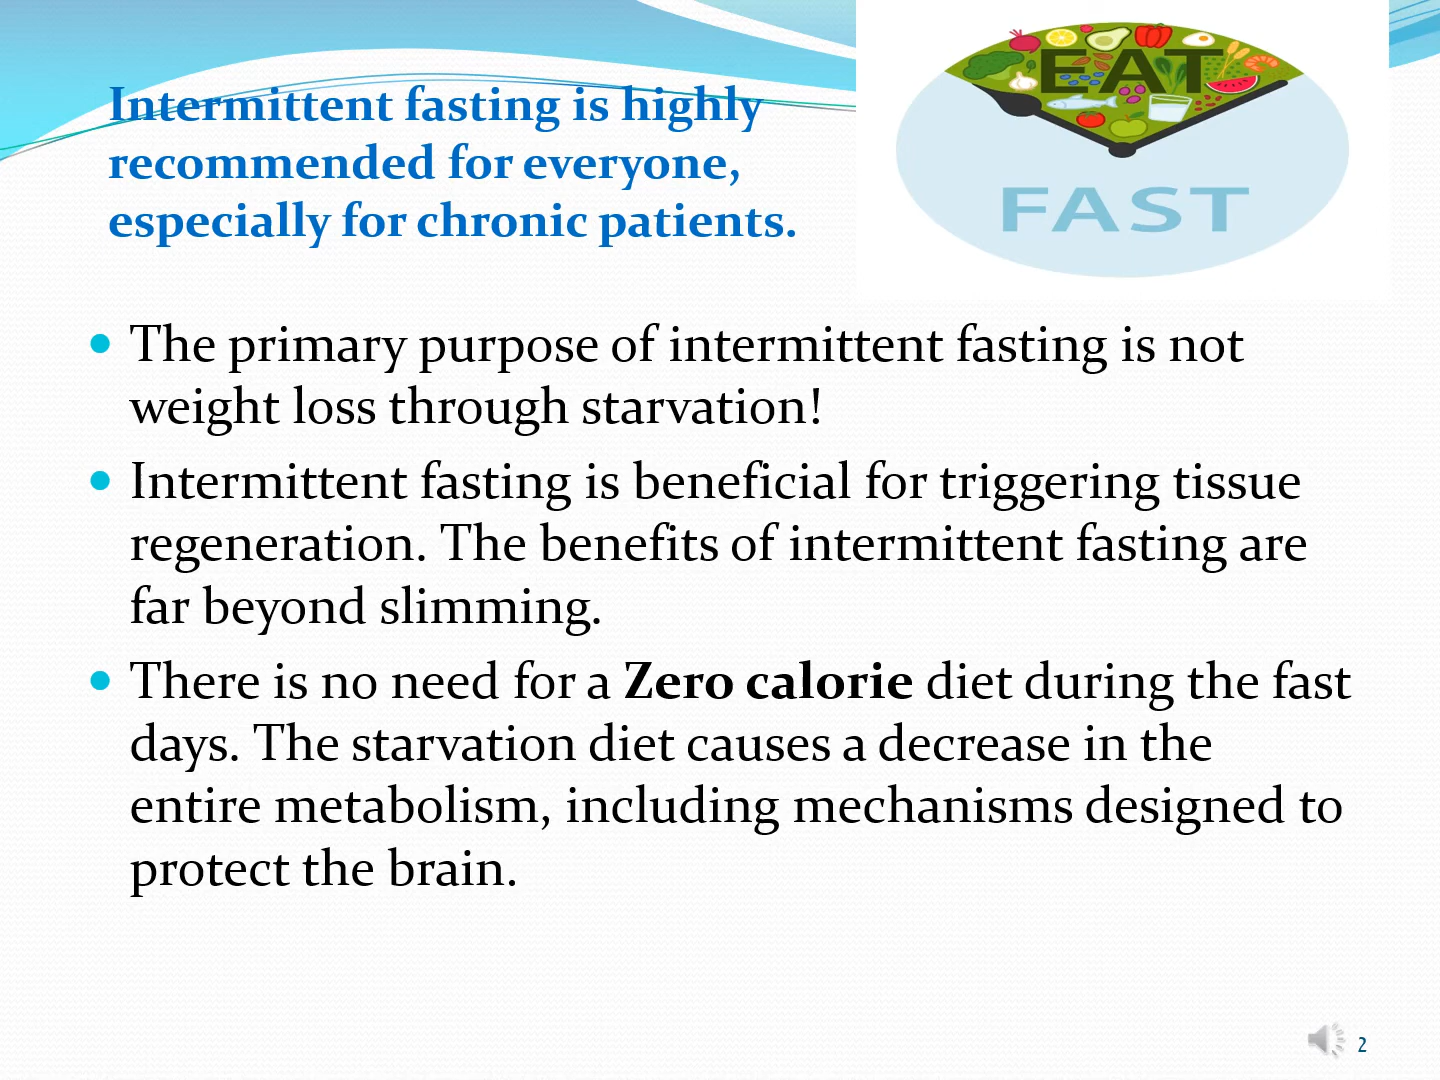 Intermittent fasting is highly
recommended for everyone,
especially for chronic patients.
EAT
FAST
• The primary purpose of intermittent fasting is not
weight loss through starvation!
• Intermittent fasting is beneficial for triggering tissue
regeneration. The benefits of intermittent fasting are
far beyond slimming.
• There is no need for a Zero calorie diet during the fast
days. The starvation diet causes a decrease in the
entire metabolism, including mechanisms designed to
protect the brain.
2